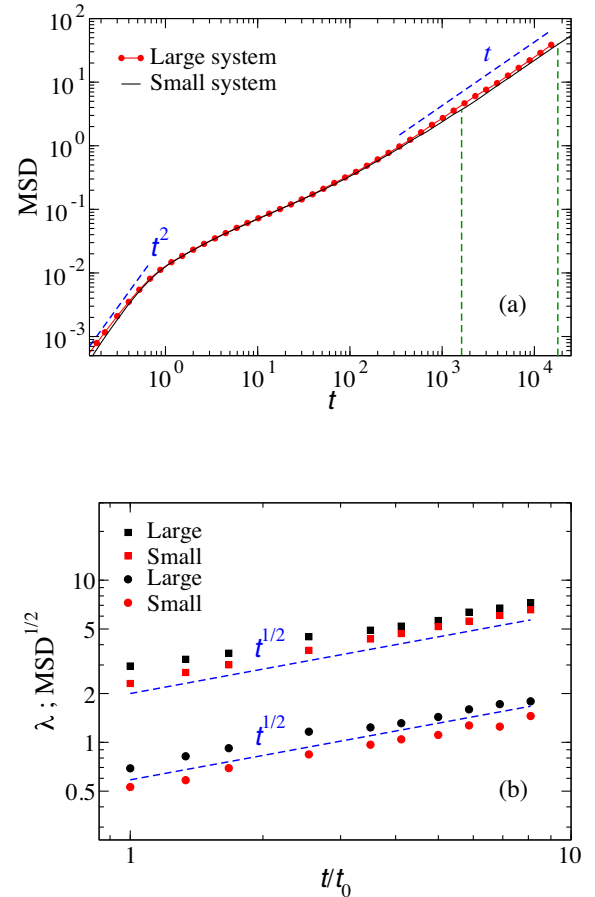 10^2
10^1
10^0
10^-1
10^-2
10^-3
MSD
Large system
Small system
t
t^2
(a)
10^0 10^1 10^2 10^3 10^4
t
Large
Small
Large
Small
10
5
2
1
0.5
λ ; MSD^1/2
t^1/2
t^1/2
(b)
1 10
t/t_0